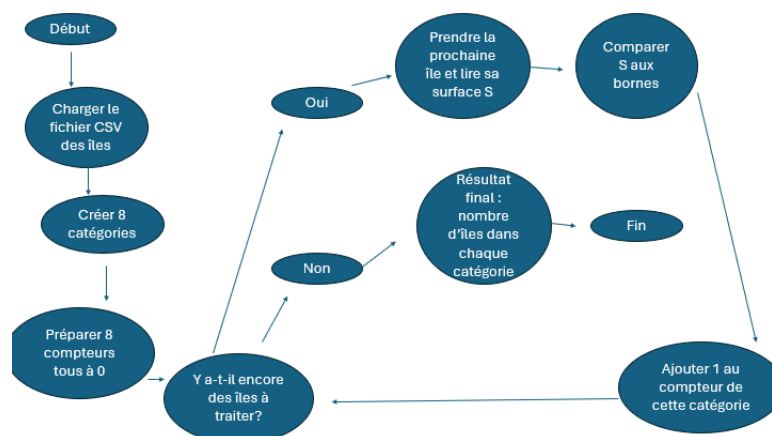 Début
Charger le
fichier CSV
des îles
Créer 8
catégories
Préparer 8
compteurs
tous à 0
Y a-t-il encore
des îles à
traiter?
Oui
Prendre la
prochaine
île et lire sa
surface S
Comparer
S aux
bornes
Ajouter 1 au
compteur de
cette catégorie
Non
Résultat
final :
nombre
d'îles dans
chaque
catégorie
Fin